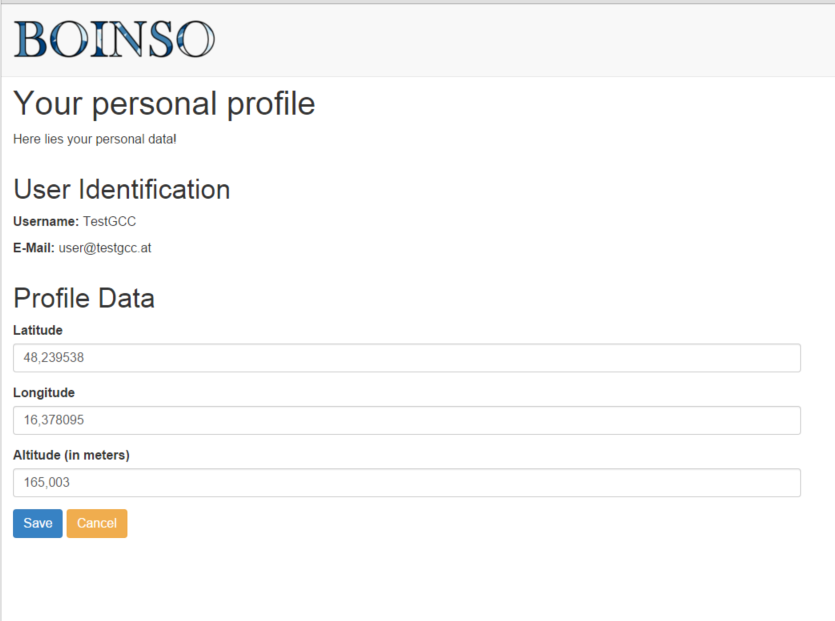 BOINSO
Your personal profile
Here lies your personal data!
User Identification
Username: TestGCC
E-Mail: user@testgcc.at
Profile Data
Latitude
48,239538
Longitude
16,378095
Altitude (in meters)
165,003
Save Cancel